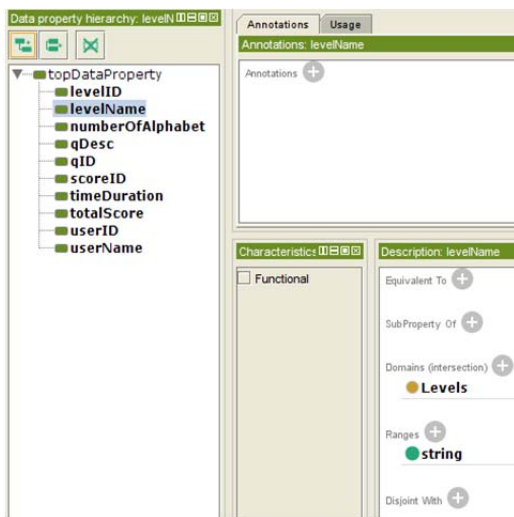 Data property hierarchy: levelN
topDataProperty
levelID
levelName
numberOfAlphabet
qDesc
qID
scoreID
timeDuration
totalScore
userID
userName
Annotations
Usage
Annotations: levelName
Annotations
Characteristics
Functional
Description: levelName
Equivalent To
SubProperty Of
Domains (intersection)
Levels
Ranges
string
Disjoint With